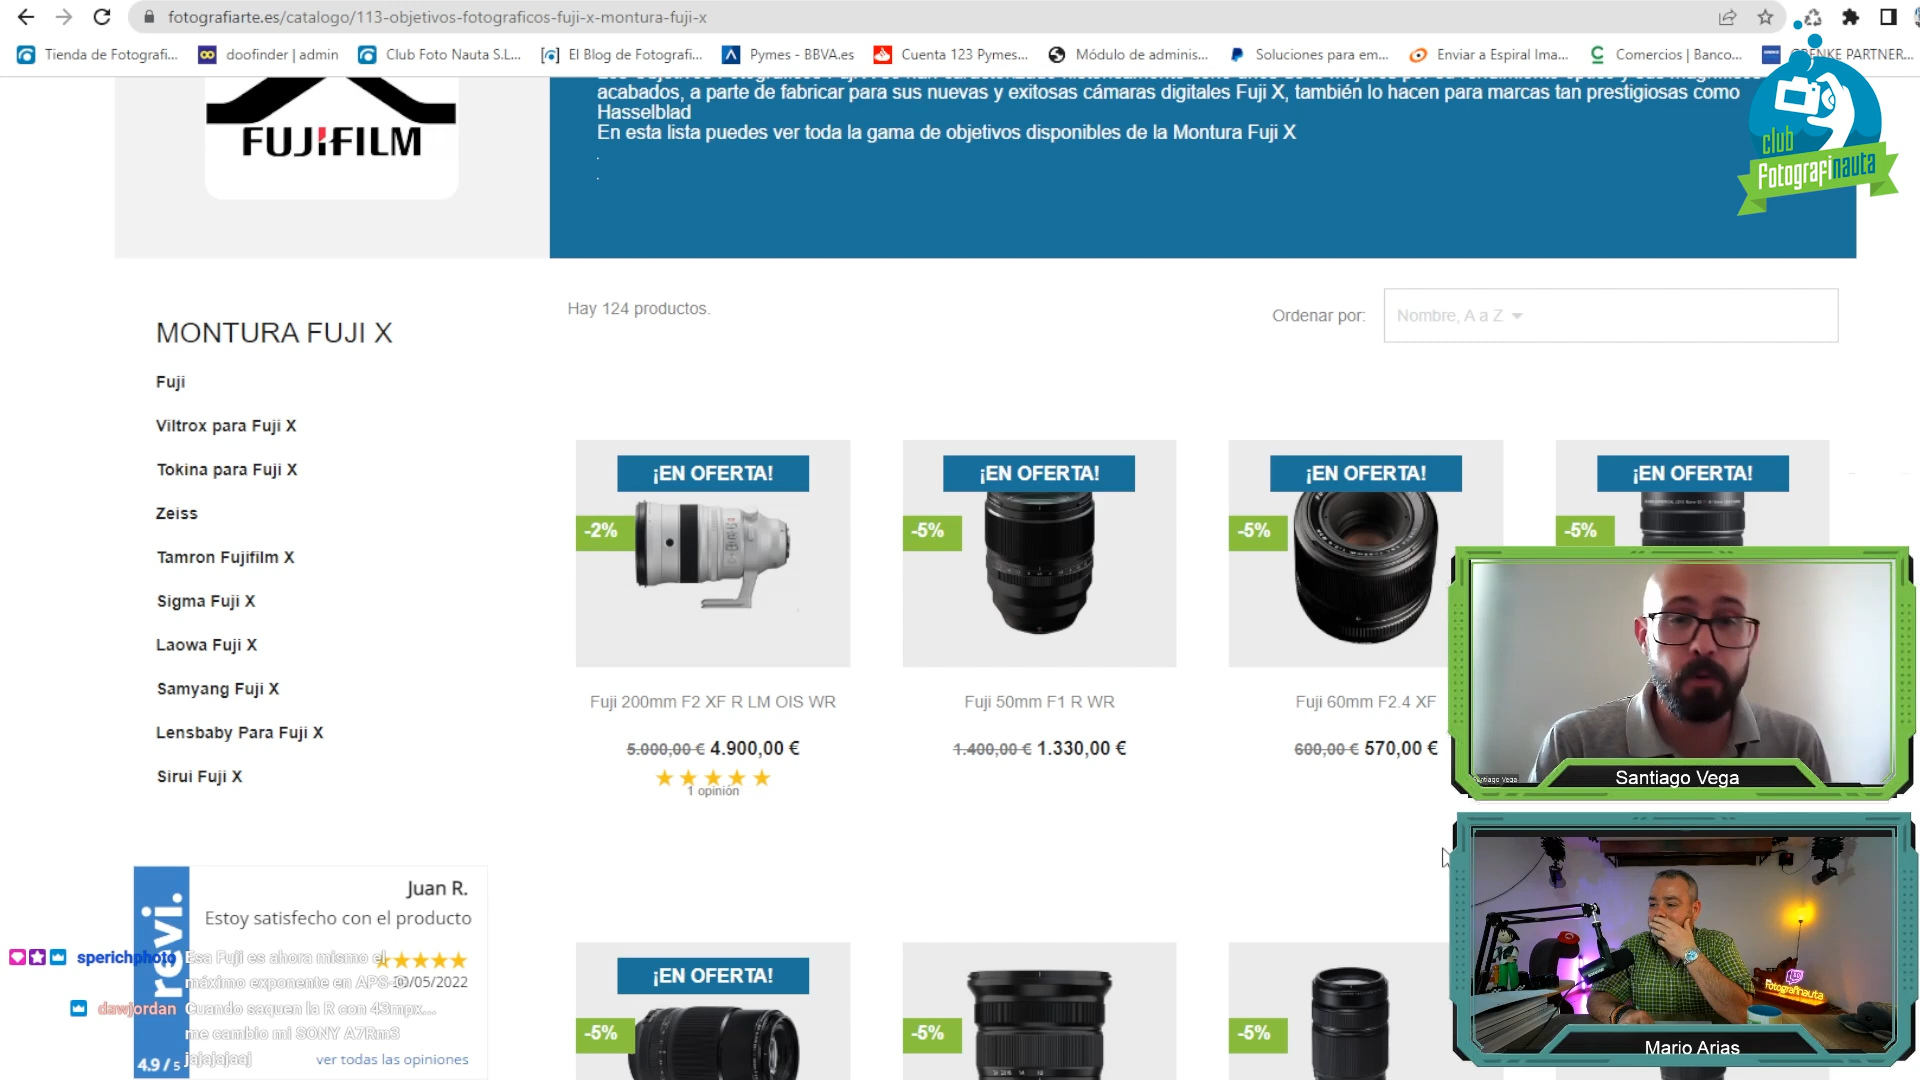 fotografiarte.es/catalogo/113-objetivos-fotograficos-fuji-x-montura-fuji-x
Tienda de Fotografi...
doofinder | admin
Club Foto Nauta S.L...
El Blog de Fotografi...
Pymes - BBVA.es
Cuenta 123 Pymes...
Módulo de adminis...
Soluciones para em...
Enviar a Espiral Ima...
Comercios | Banco...
GRENKE PARTNER...
FUJIFILM
acabados, a parte de fabricar para sus nuevas y exitosas cámaras digitales Fuji X, también lo hacen para marcas tan prestigiosas como
Hasselblad
En esta lista puedes ver toda la gama de objetivos disponibles de la Montura Fuji X
.
.
club
Fotografinauta
MONTURA FUJI X
Fuji
Viltrox para Fuji X
Tokina para Fuji X
Zeiss
Tamron Fujifilm X
Sigma Fuji X
Laowa Fuji X
Samyang Fuji X
Lensbaby Para Fuji X
Sirui Fuji X
Hay 124 productos.
Ordenar por:
Nombre, A a Z
¡EN OFERTA!
-2%
Fuji 200mm F2 XF R LM OIS WR
5.000,00 € 4.900,00 €
1 opinión
¡EN OFERTA!
-5%
Fuji 50mm F1 R WR
1.400,00 € 1.330,00 €
¡EN OFERTA!
-5%
Fuji 60mm F2.4 XF
600,00 € 570,00 €
¡EN OFERTA!
-5%
¡EN OFERTA!
-5%
-5%
-5%
revi.
4.9 / 5
Juan R.
Estoy satisfecho con el producto
/05/2022
ver todas las opiniones
sperichphoto Esa Fuji es ahora mismo el
máximo exponente en APS-C
dawjordan Cuando saquen la R con 43mpx...
me cambio mi SONY A7Rm3
jajajajaaj
Santiago Vega
Santiago Vega
Fotografinauta
Mario Arias